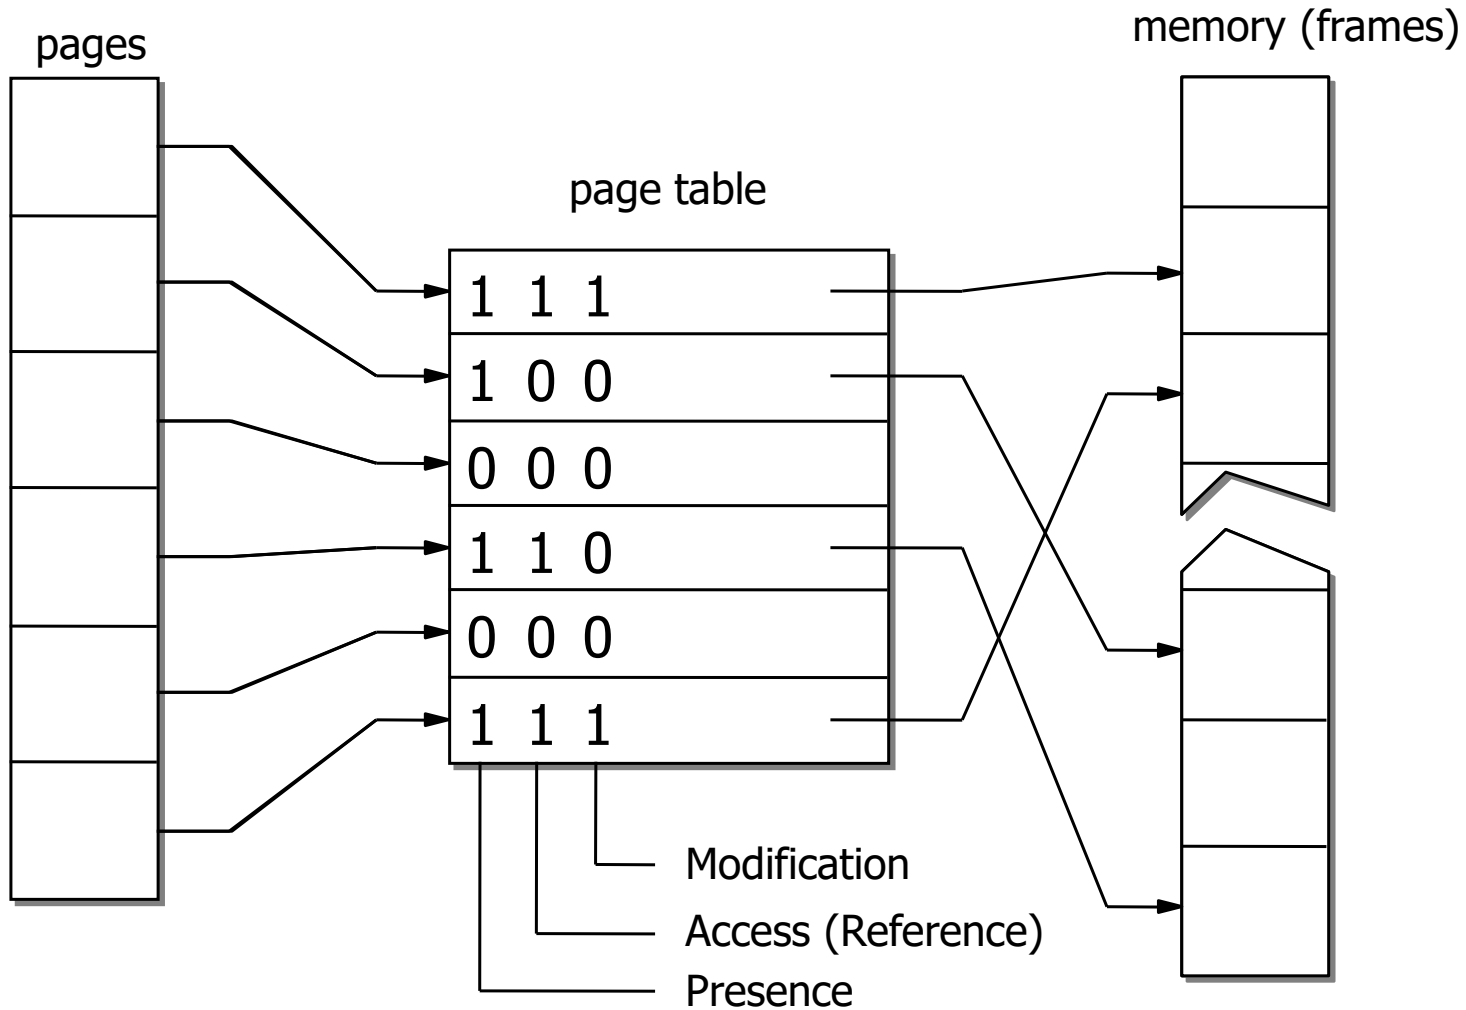 memory (frames)
pages
page table
1 1 1
1 0 0
0 0 0
1 1 0
0 0 0
1 1 1
Modification
Access (Reference)
Presence